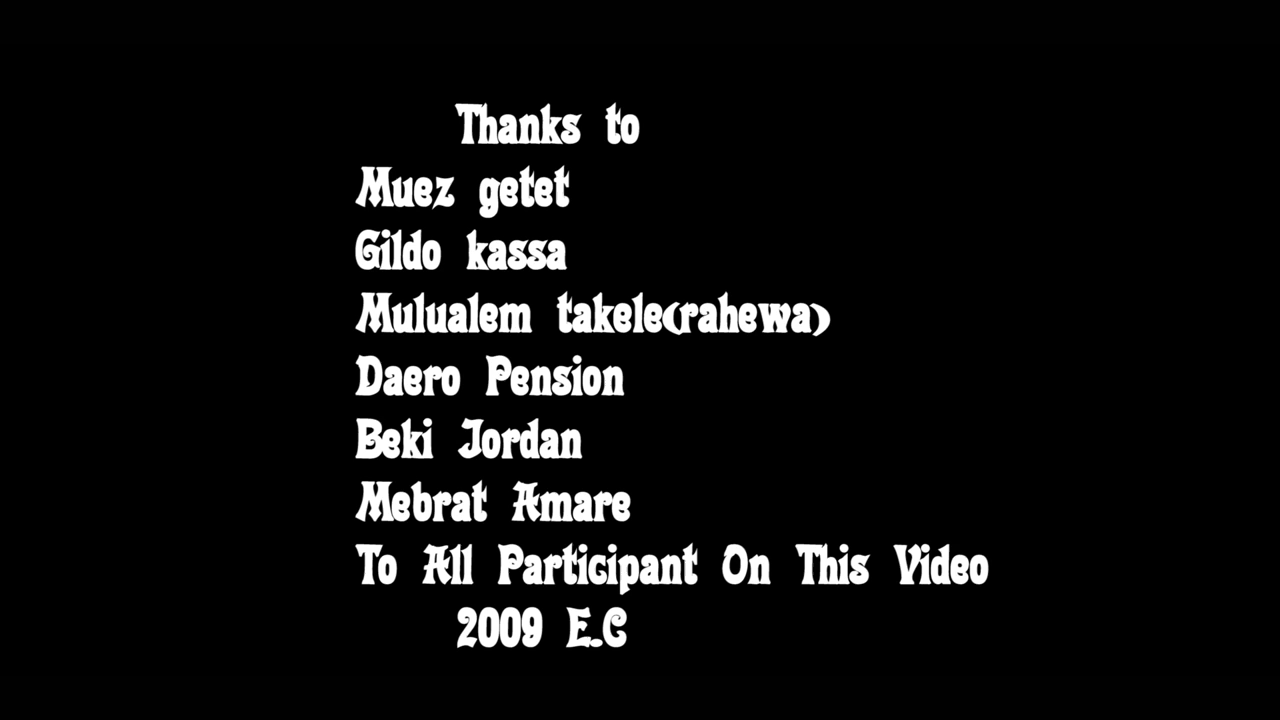 Thanks to
Muez getet
Gildo kassa
Mulualem takele(rahewa)
Daero Pension
Beki Jordan
Mebrat Amare
To All Participant On This Video
2009 E.C